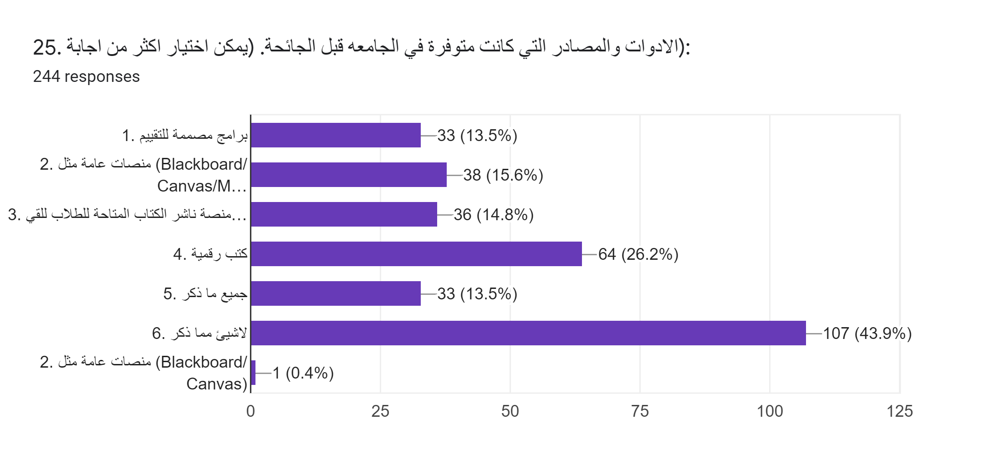 25. الادوات والمصادر التي كانت متوفرة في الجامعه قبل الجائحة. (يمكن اختيار اكثر من اجابة):
244 responses
1. برامج مصممة للتقييم
33 (13.5%)
2. منصات عامة مثل (Blackboard/
Canvas/M…
38 (15.6%)
3. منصة ناشر الكتاب المتاحة للطلاب للقي…
36 (14.8%)
4. كتب رقمية
64 (26.2%)
5. جميع ما ذكر
33 (13.5%)
6. لاشيئ مما ذكر
107 (43.9%)
2. منصات عامة مثل (Blackboard/
Canvas)
1 (0.4%)
0 25 50 75 100 125